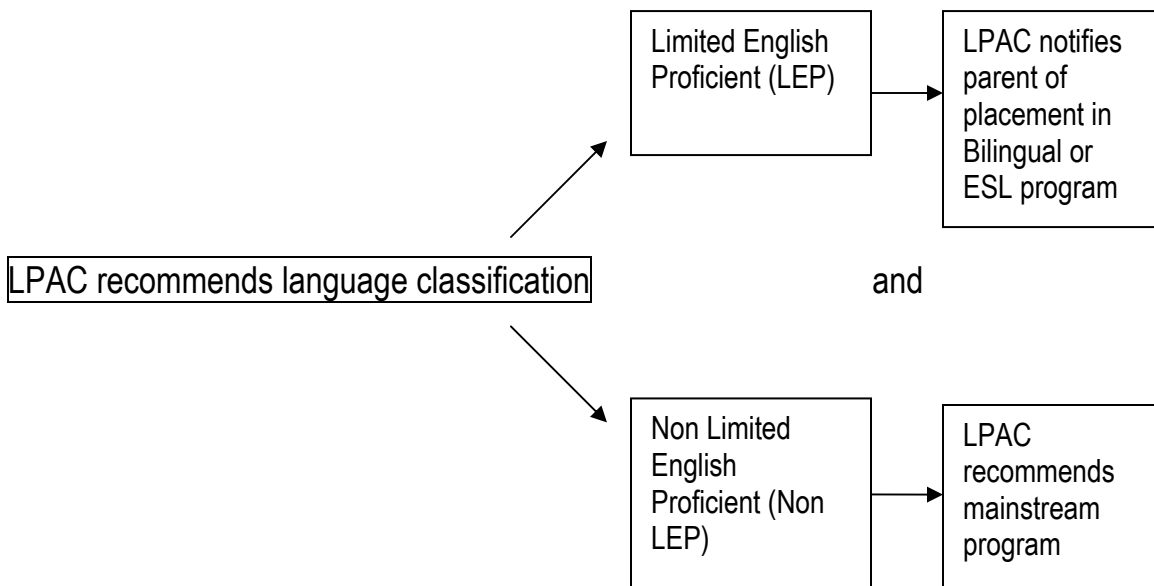 Limited English
Proficient (LEP)
LPAC notifies
parent of
placement in
Bilingual or
ESL program
LPAC recommends language classification
and
Non Limited
English
Proficient (Non
LEP)
LPAC
recommends
mainstream
program